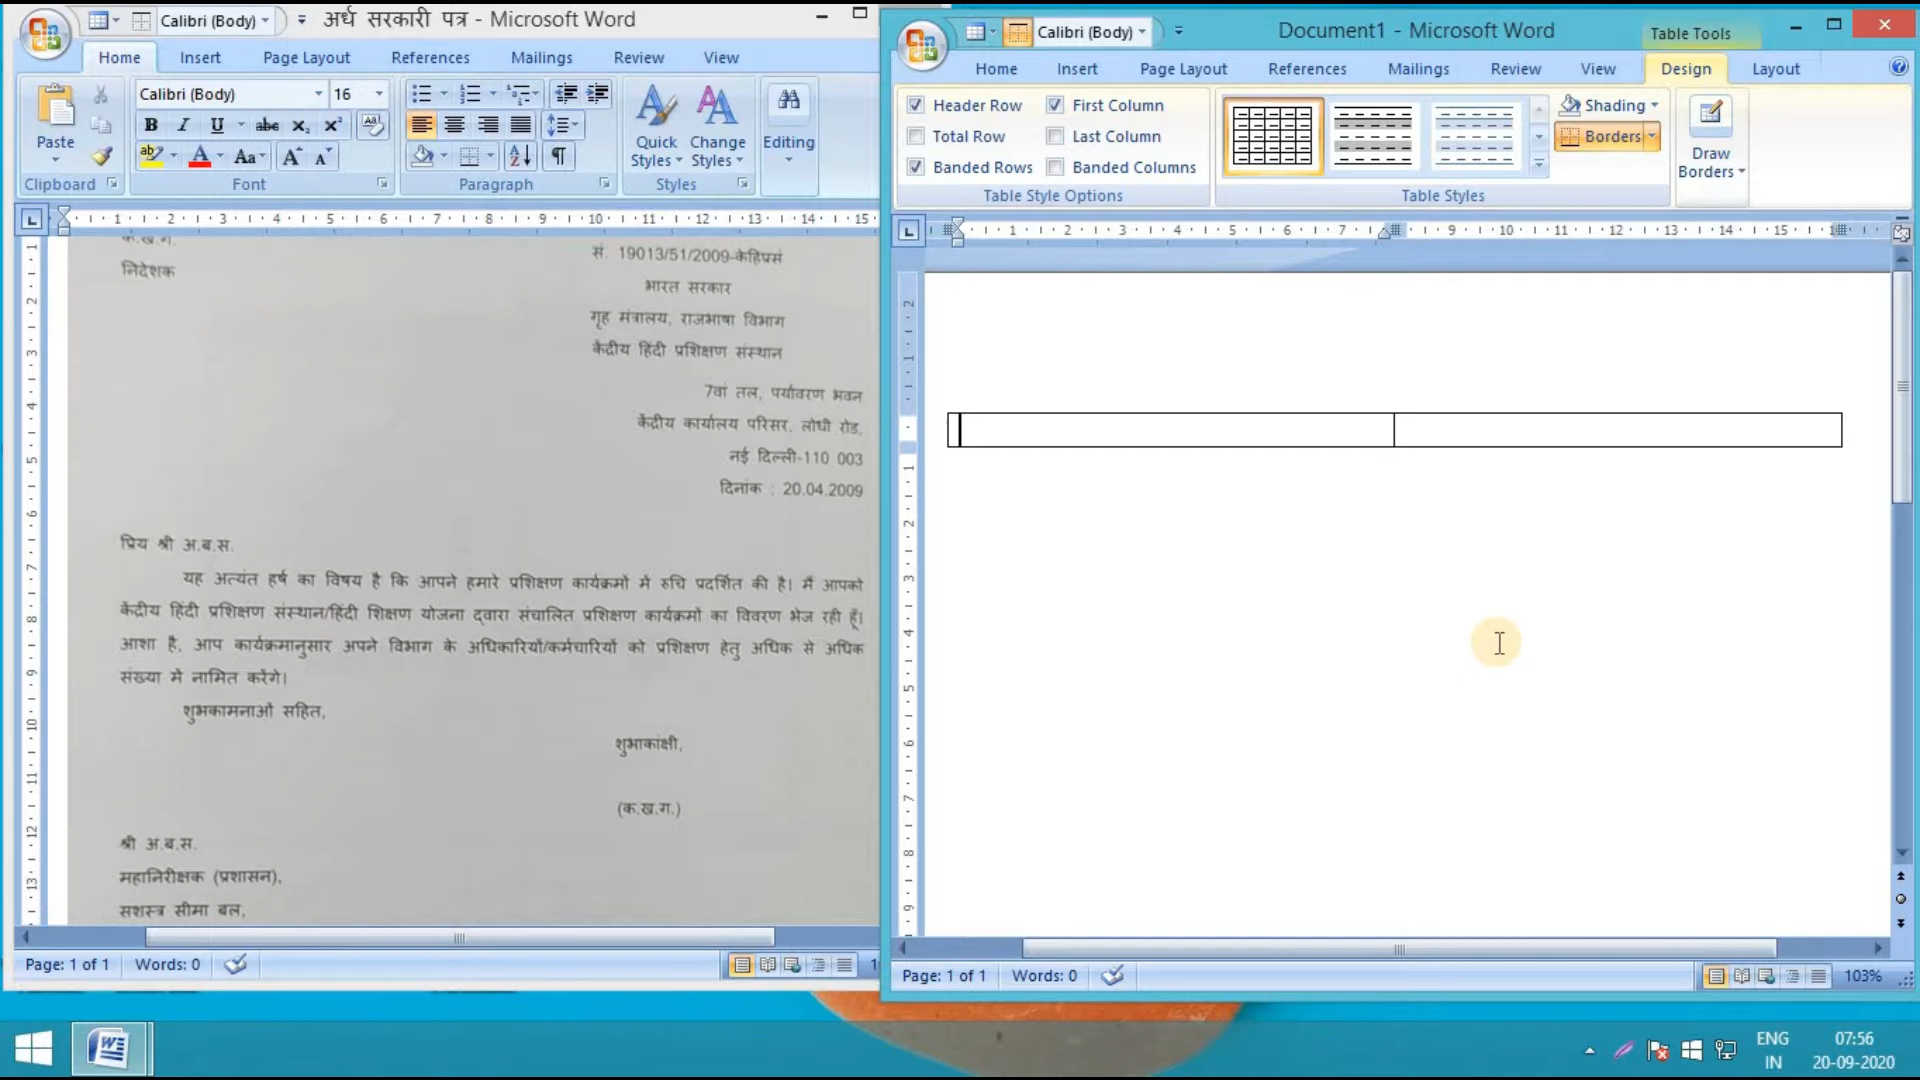 Calibri (Body)
अर्ध सरकारी पत्र - Microsoft Word
Home Insert Page Layout References Mailings Review View
Paste
Calibri (Body) 16
Quick Styles
Change Styles
Editing
Clipboard Font Paragraph Styles
क.ख.ग.
निदेशक
सं. 19013/51/2009-केहिप्रसं
भारत सरकार
गृह मंत्रालय, राजभाषा विभाग
केंद्रीय हिंदी प्रशिक्षण संस्थान
7वां तल, पर्यावरण भवन
केंद्रीय कार्यालय परिसर, लोधी रोड,
नई दिल्ली-110 003
दिनांक : 20.04.2009
प्रिय श्री अ.ब.स.
यह अत्यंत हर्ष का विषय है कि आपने हमारे प्रशिक्षण कार्यक्रमों में रुचि प्रदर्शित की है। मैं आपको
केंद्रीय हिंदी प्रशिक्षण संस्थान/हिंदी शिक्षण योजना द्वारा संचालित प्रशिक्षण कार्यक्रमों का विवरण भेज रही हूँ।
आशा है, आप कार्यक्रमानुसार अपने विभाग के अधिकारियों/कर्मचारियों को प्रशिक्षण हेतु अधिक से अधिक
संख्या में नामित करेंगे।
शुभकामनाओं सहित,
शुभाकांक्षी,
(क.ख.ग.)
श्री अ.ब.स.
महानिरीक्षक (प्रशासन),
सशस्त्र सीमा बल,
Page: 1 of 1 Words: 0
Calibri (Body)
Document1 - Microsoft Word
Table Tools
Home Insert Page Layout References Mailings Review View Design Layout
Header Row First Column
Total Row Last Column
Banded Rows Banded Columns
Table Style Options
Shading
Borders
Table Styles
Draw Borders
Page: 1 of 1 Words: 0
103%
ENG
IN
07:56
20-09-2020